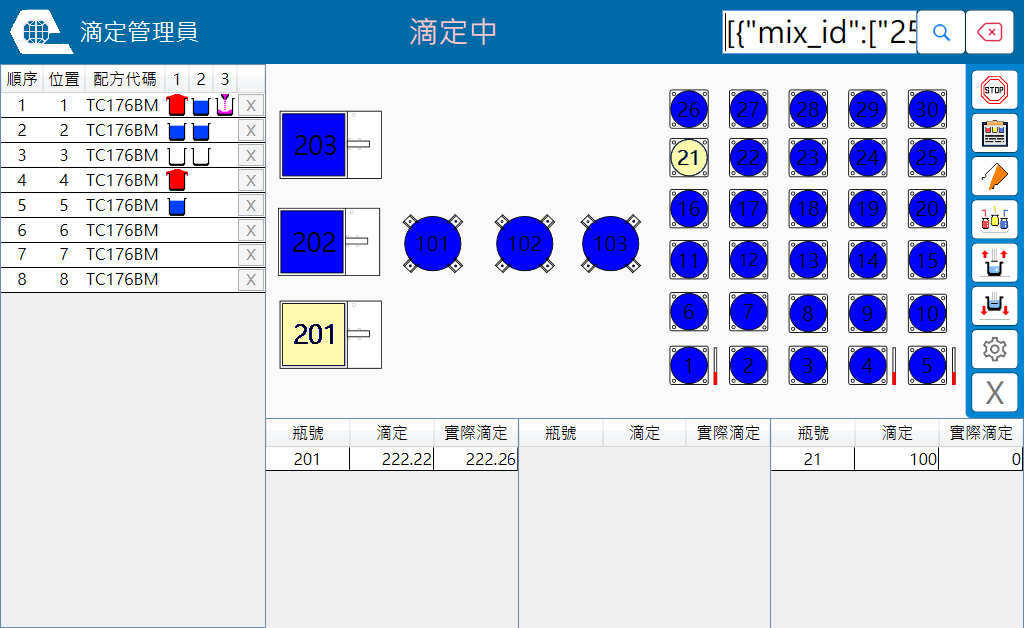 滴定管理員
滴定中
[{"mix_id":["25
順序 位置 配方代碼 1 2 3
1 1 TC176BM X
2 2 TC176BM X
3 3 TC176BM X
4 4 TC176BM X
5 5 TC176BM X
6 6 TC176BM X
7 7 TC176BM X
8 8 TC176BM X
203
202
201
101 102 103
26 27 28 29 30
21 22 23 24 25
16 17 18 19 20
11 12 13 14 15
6 7 8 9 10
1 2 3 4 5
STOP
X
瓶號 滴定 實際滴定
201 222.22 222.26
瓶號 滴定 實際滴定
瓶號 滴定 實際滴定
21 100 0